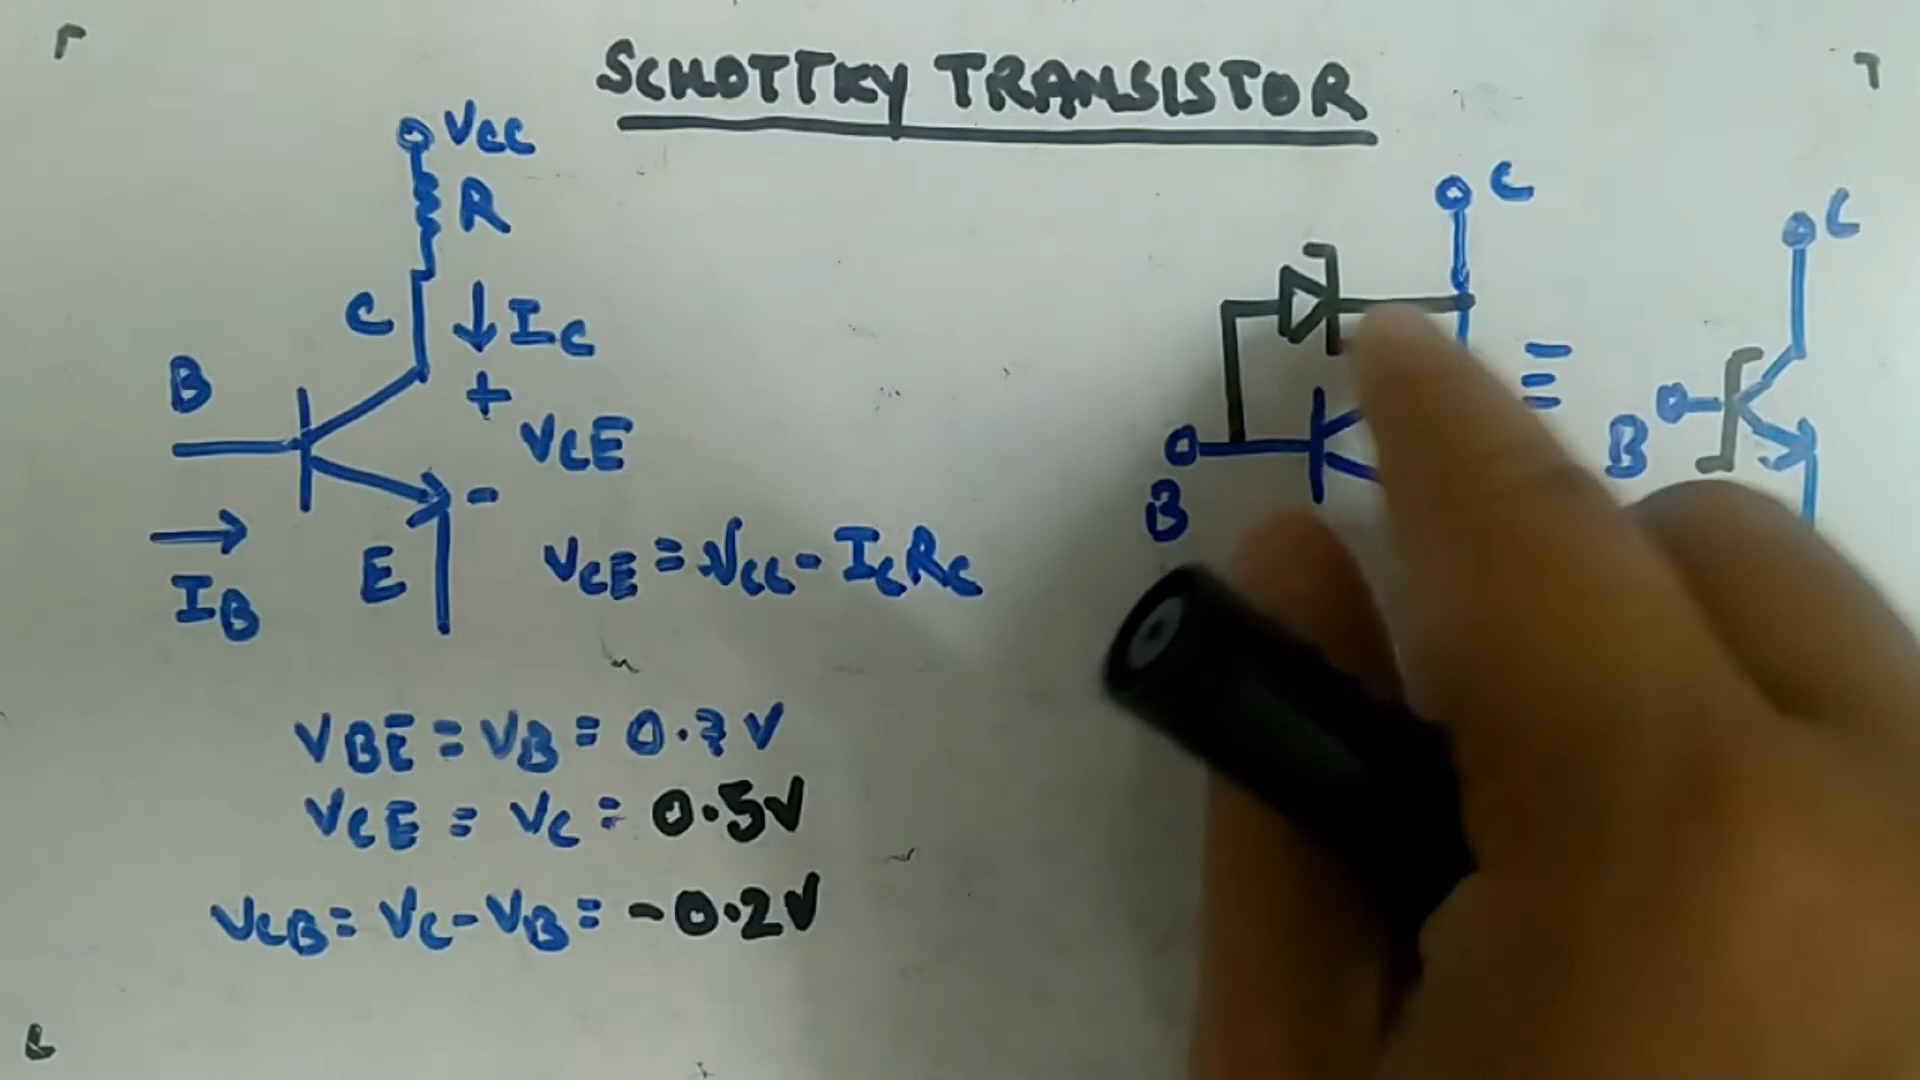 SCHOTTKY TRANSISTOR
VCC
R
C
IC
+
VCE
-
B
IB
E
VCE = VCC - ICRC
VBE = VB = 0.7V
VCE = VC = 0.5V
VCB = VC - VB = -0.2V
C
B
≡
C
B